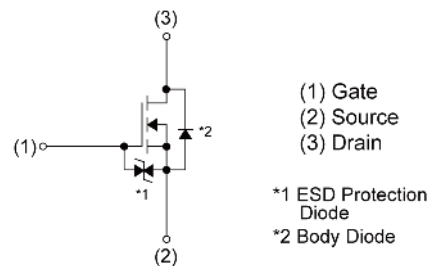 (3)
(1)
*2
*1
(2)
(1) Gate
(2) Source
(3) Drain
*1 ESD Protection
Diode
*2 Body Diode